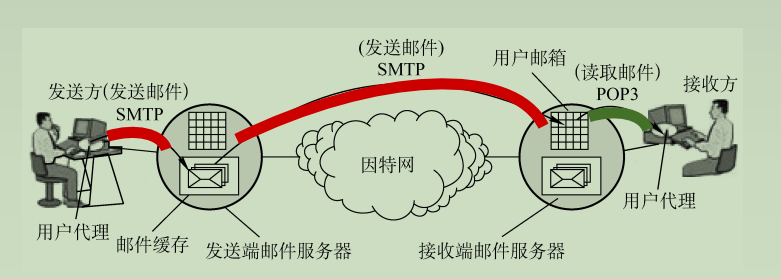 (发送邮件)
SMTP
用户邮箱
(读取邮件)
POP3
接收方
发送方(发送邮件)
SMTP
因特网
用户代理
邮件缓存
发送端邮件服务器
接收端邮件服务器
用户代理